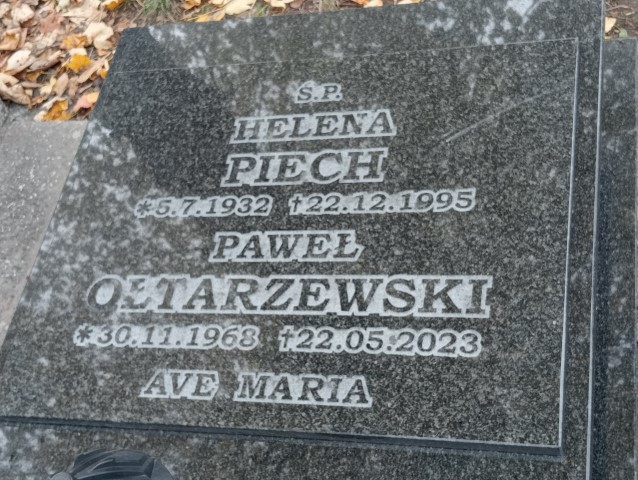 Ś.P.
HELENA
PIECH
*5.7.1932 †22.12.1995
PAWEŁ
OŁTARZEWSKI
*30.11.1968 †22.05.2023
AVE MARIA